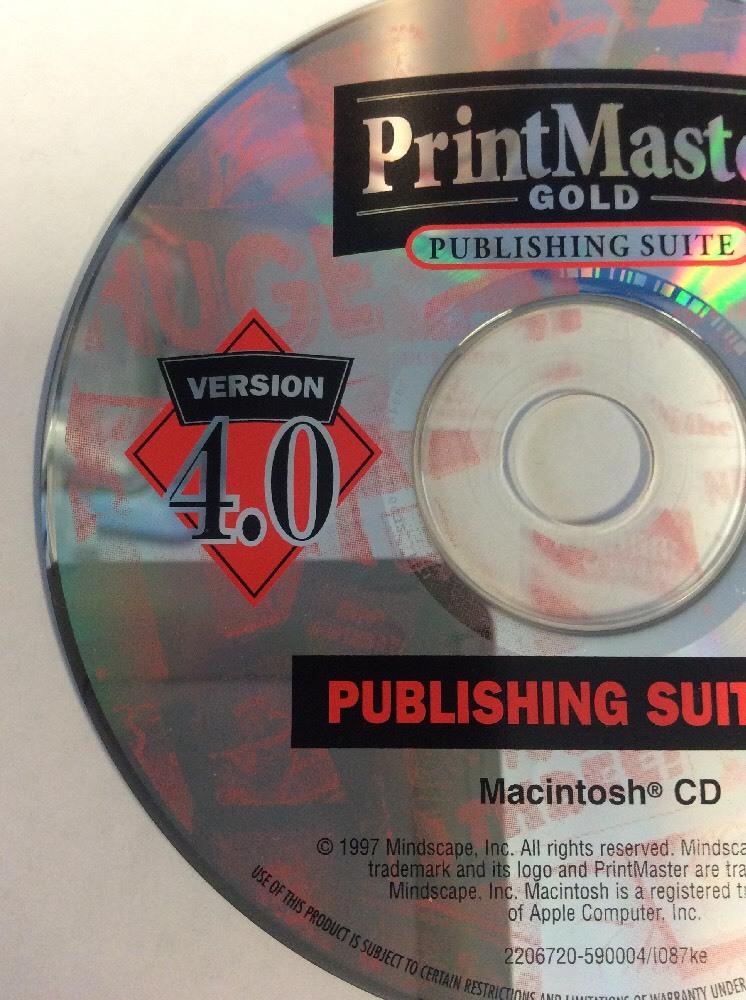 PrintMaste
GOLD
PUBLISHING SUITE
HUGE
VERSION
4.0
PUBLISHING SUIT
Macintosh® CD
© 1997 Mindscape, Inc. All rights reserved. Mindsca
trademark and its logo and PrintMaster are tra
Mindscape, Inc. Macintosh is a registered tr
of Apple Computer, Inc.
2206720-590004/I087ke
USE OF THIS PRODUCT IS SUBJECT TO CERTAIN RESTRICTIONS AND LIMITATIONS OF WARRANTY UNDER